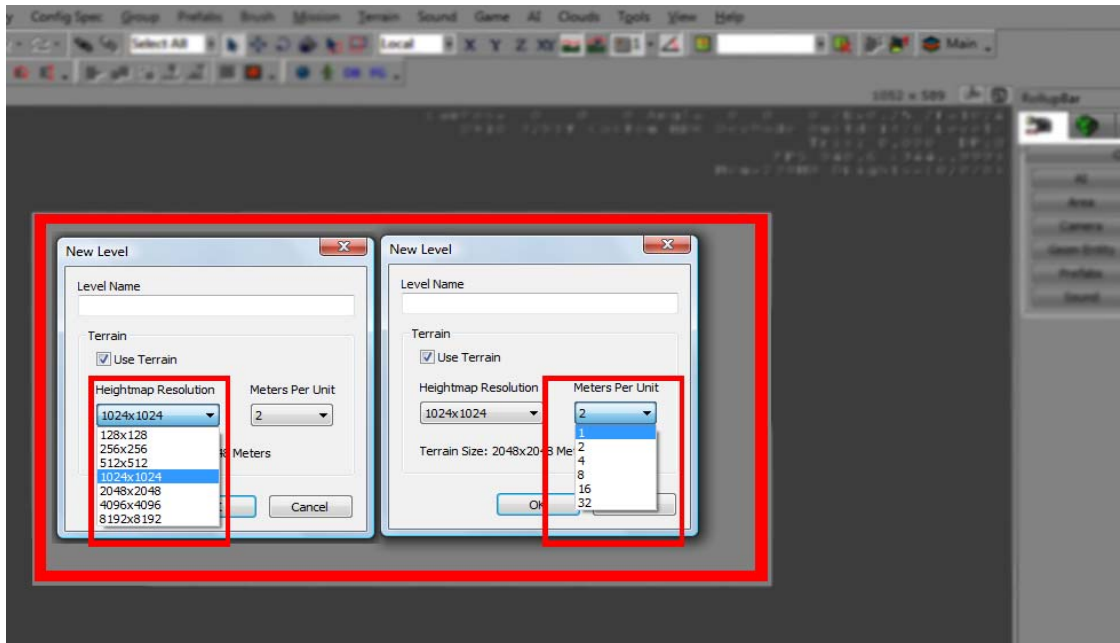 Config Spec Group Prefabs Brush Mission Terrain Sound Game AI Clouds Tools View Help
Select All Local X Y Z XY 1 Main
1052 x 589 RollupBar
AI
Area
Camera
Geom Entity
Prefabs
Sound
New Level
Level Name
Terrain
Use Terrain
Heightmap Resolution Meters Per Unit
1024x1024 2
128x128
256x256
512x512
1024x1024
2048x2048
4096x4096
8192x8192
Meters
Cancel
New Level
Level Name
Terrain
Use Terrain
Heightmap Resolution Meters Per Unit
1024x1024 2
1
2
4
8
16
32
Terrain Size: 2048x2048 Me
OK